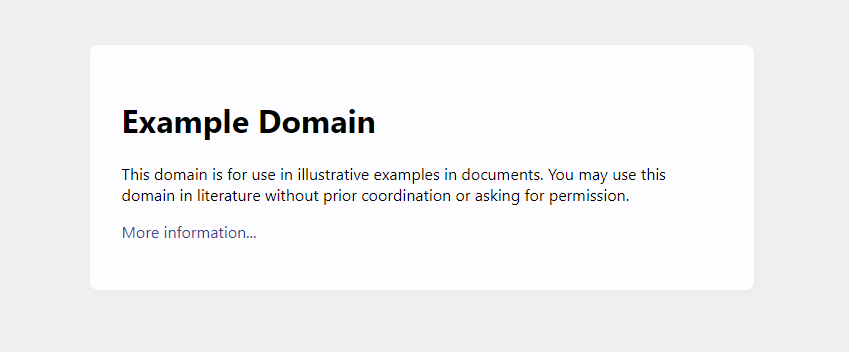 Example Domain
This domain is for use in illustrative examples in documents. You may use this
domain in literature without prior coordination or asking for permission.
More information...